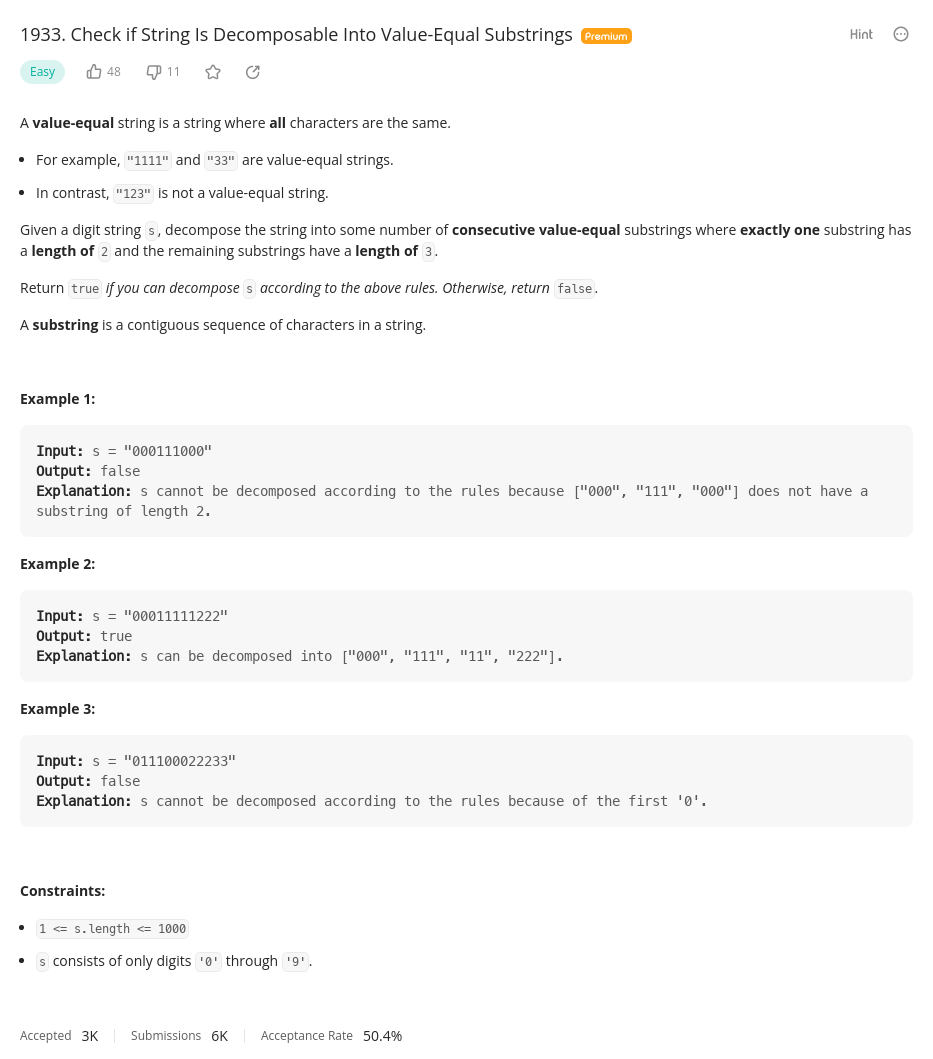 1933. Check if String Is Decomposable Into Value-Equal Substrings Premium Hint
Easy 48 11
A value-equal string is a string where all characters are the same.
• For example, "1111" and "33" are value-equal strings.
• In contrast, "123" is not a value-equal string.
Given a digit string s, decompose the string into some number of consecutive value-equal substrings where exactly one substring has
a length of 2 and the remaining substrings have a length of 3.
Return true if you can decompose s according to the above rules. Otherwise, return false.
A substring is a contiguous sequence of characters in a string.
Example 1:
Input: s = "000111000"
Output: false
Explanation: s cannot be decomposed according to the rules because ["000", "111", "000"] does not have a
substring of length 2.
Example 2:
Input: s = "00011111222"
Output: true
Explanation: s can be decomposed into ["000", "111", "11", "222"].
Example 3:
Input: s = "011100022233"
Output: false
Explanation: s cannot be decomposed according to the rules because of the first '0'.
Constraints:
• 1 <= s.length <= 1000
• s consists of only digits '0' through '9'.
Accepted 3K Submissions 6K Acceptance Rate 50.4%